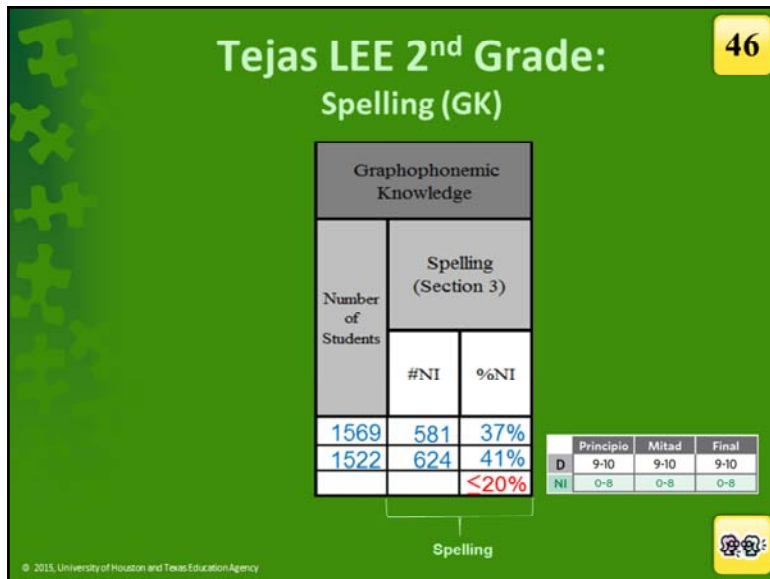 46
Tejas LEE 2nd Grade:
Spelling (GK)
Graphophonemic
Knowledge
Number
of
Students
Spelling
(Section 3)
#NI %NI
1569 581 37%
1522 624 41%
≤20%
Principio Mitad Final
D 9-10 9-10 9-10
NI 0-8 0-8 0-8
Spelling
© 2015, University of Houston and Texas Education Agency